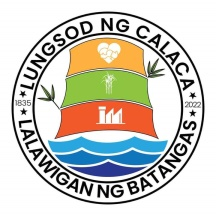 LUNGSOD NG CALACA
1835
2022
LALAWIGAN NG BATANGAS